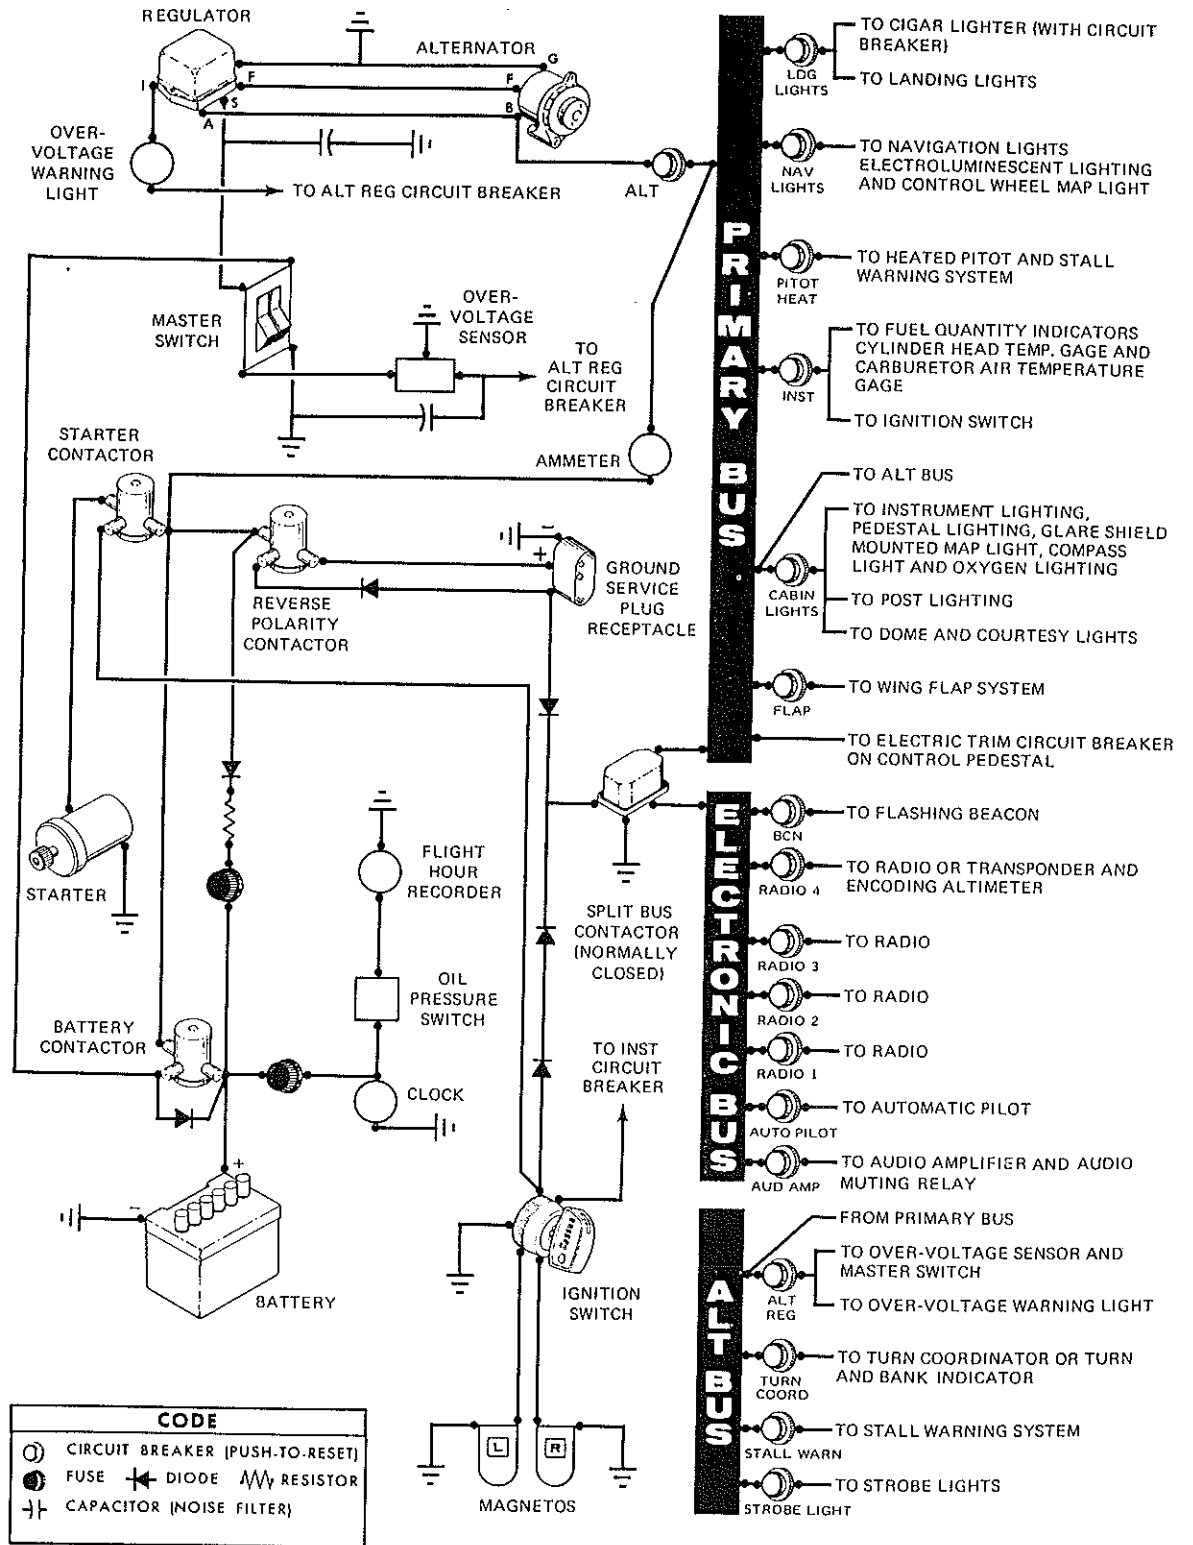 REGULATOR
ALTERNATOR
G
I
F
F
S
A
B
C
OVER-
VOLTAGE
WARNING
LIGHT
TO ALT REG CIRCUIT BREAKER
ALT
MASTER
SWITCH
OVER-
VOLTAGE
SENSOR
TO
ALT REG
CIRCUIT
BREAKER
STARTER
CONTACTOR
AMMETER
REVERSE
POLARITY
CONTACTOR
-
+
GROUND
SERVICE
PLUG
RECEPTACLE
STARTER
FLIGHT
HOUR
RECORDER
OIL
PRESSURE
SWITCH
CLOCK
BATTERY
CONTACTOR
+
-
BATTERY
SPLIT BUS
CONTACTOR
(NORMALLY
CLOSED)
TO INST
CIRCUIT
BREAKER
IGNITION
SWITCH
L
R
MAGNETOS
PRIMARY BUS
LDG
LIGHTS
TO CIGAR LIGHTER (WITH CIRCUIT
BREAKER)
TO LANDING LIGHTS
NAV
LIGHTS
TO NAVIGATION LIGHTS
ELECTROLUMINESCENT LIGHTING
AND CONTROL WHEEL MAP LIGHT
PITOT
HEAT
TO HEATED PITOT AND STALL
WARNING SYSTEM
INST
TO FUEL QUANTITY INDICATORS
CYLINDER HEAD TEMP. GAGE AND
CARBURETOR AIR TEMPERATURE
GAGE
TO IGNITION SWITCH
TO ALT BUS
CABIN
LIGHTS
TO INSTRUMENT LIGHTING,
PEDESTAL LIGHTING, GLARE SHIELD
MOUNTED MAP LIGHT, COMPASS
LIGHT AND OXYGEN LIGHTING
TO POST LIGHTING
TO DOME AND COURTESY LIGHTS
FLAP
TO WING FLAP SYSTEM
TO ELECTRIC TRIM CIRCUIT BREAKER
ON CONTROL PEDESTAL
ELECTRONIC BUS
BCN
TO FLASHING BEACON
RADIO 4
TO RADIO OR TRANSPONDER AND
ENCODING ALTIMETER
RADIO 3
TO RADIO
RADIO 2
TO RADIO
RADIO 1
TO RADIO
AUTO PILOT
TO AUTOMATIC PILOT
AUD AMP
TO AUDIO AMPLIFIER AND AUDIO
MUTING RELAY
ALT BUS
FROM PRIMARY BUS
ALT
REG
TO OVER-VOLTAGE SENSOR AND
MASTER SWITCH
TO OVER-VOLTAGE WARNING LIGHT
TURN
COORD
TO TURN COORDINATOR OR TURN
AND BANK INDICATOR
STALL WARN
TO STALL WARNING SYSTEM
STROBE LIGHT
TO STROBE LIGHTS
CODE
CIRCUIT BREAKER (PUSH-TO-RESET)
FUSE DIODE RESISTOR
CAPACITOR (NOISE FILTER)